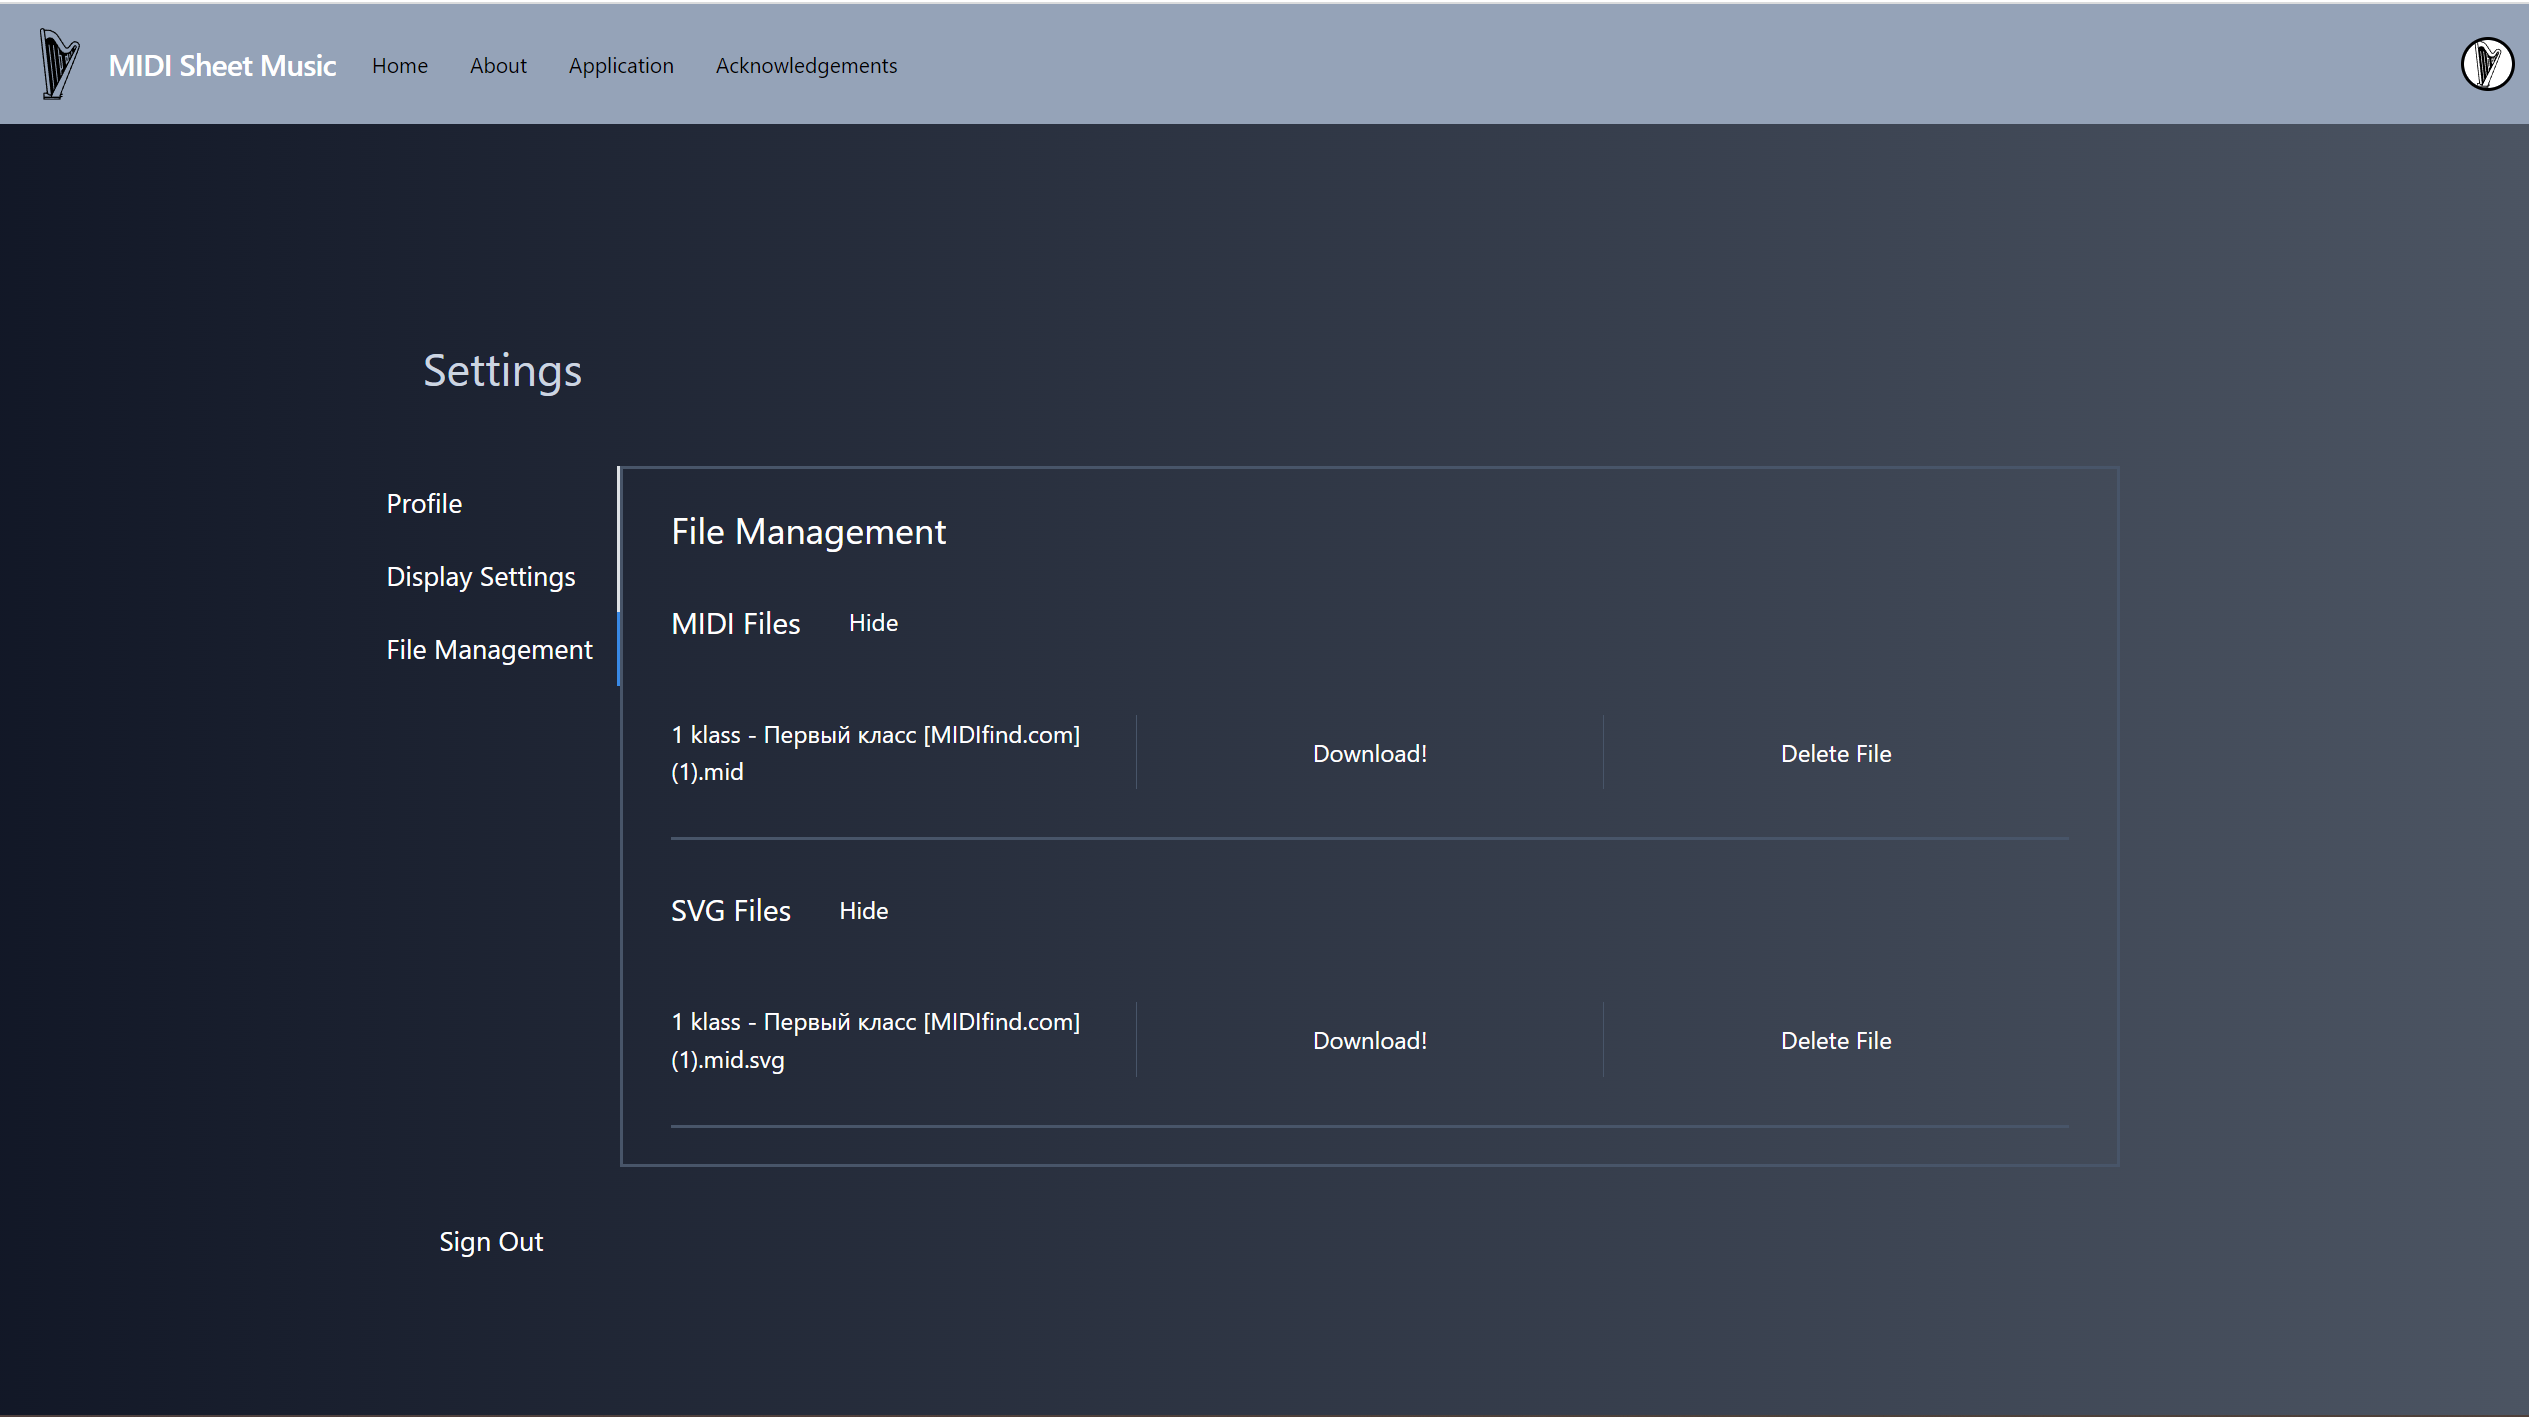 MIDI Sheet Music Home About Application Acknowledgements
Settings
Profile
Display Settings
File Management
File Management
MIDI Files Hide
1 klass - Первый класс [MIDIfind.com]
(1).mid
Download!
Delete File
SVG Files Hide
1 klass - Первый класс [MIDIfind.com]
(1).mid.svg
Download!
Delete File
Sign Out